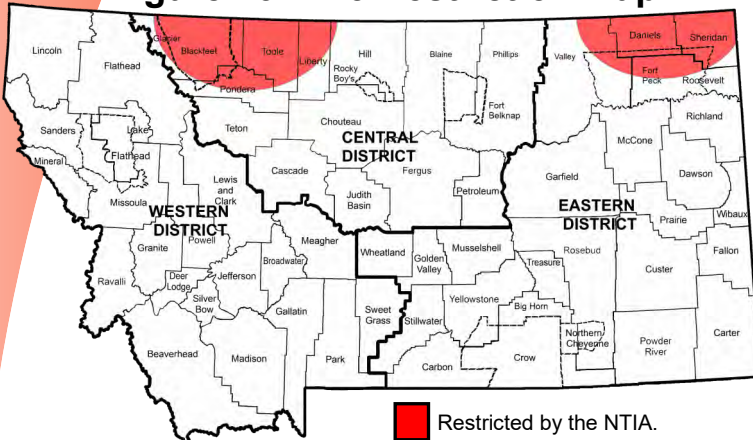 Lincoln
Flathead
Glacier
Blackfeet
Toole
Liberty
Hill
Rocky
Boy's
Blaine
Phillips
Valley
Daniels
Sheridan
Fort
Peck
Roosevelt
Pondera
Fort
Belknap
Sanders
Lake
Flathead
Teton
Chouteau
CENTRAL
DISTRICT
Fergus
Richland
McCone
Mineral
Missoula
Lewis
and
Clark
Cascade
Judith
Basin
Petroleum
Garfield
Dawson
WESTERN
DISTRICT
EASTERN
DISTRICT
Prairie
Wibaux
Granite
Powell
Meagher
Broadwater
Wheatland
Golden
Valley
Musselshell
Treasure
Rosebud
Custer
Fallon
Ravalli
Deer
Lodge
Jefferson
Silver
Bow
Gallatin
Sweet
Grass
Stillwater
Yellowstone
Big Horn
Northern
Cheyenne
Powder
River
Carter
Beaverhead
Madison
Park
Carbon
Crow
Restricted by the NTIA.